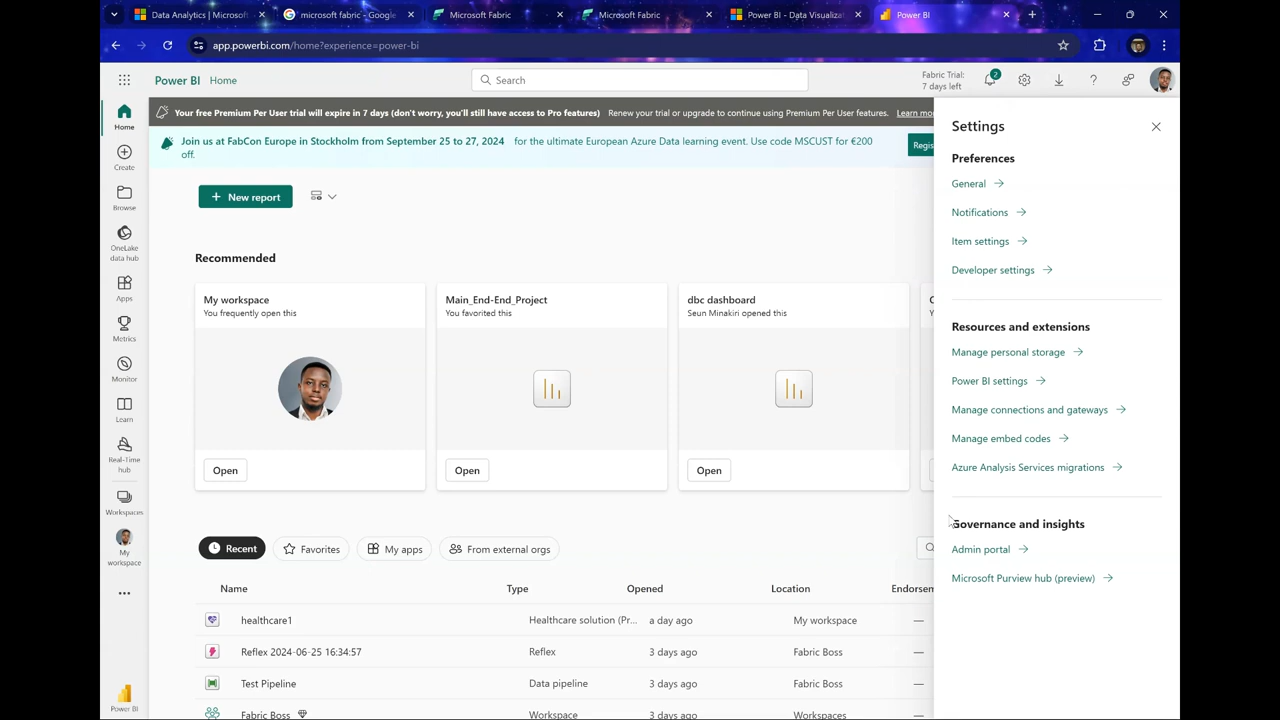 Data Analytics | Microsoft
microsoft fabric - Google
Microsoft Fabric
Microsoft Fabric
Power BI - Data Visualizat
Power BI
app.powerbi.com/home?experience=power-bi
Power BI Home
Search
Fabric Trial:
7 days left
2
Your free Premium Per User trial will expire in 7 days (don't worry, you'll still have access to Pro features) Renew your trial or upgrade to continue using Premium Per User features. Learn mo
Join us at FabCon Europe in Stockholm from September 25 to 27, 2024 for the ultimate European Azure Data learning event. Use code MSCUST for €200
off.
Regis
Home
Create
Browse
OneLake
data hub
Apps
Metrics
Monitor
Learn
Real-Time
hub
Workspaces
My
workspace
Power BI
+ New report
Recommended
My workspace
You frequently open this
Open
Main_End-End_Project
You favorited this
Open
dbc dashboard
Seun Minakiri opened this
Open
Recent
Favorites
My apps
From external orgs
Name Type Opened Location Endorsem
healthcare1 Healthcare solution (Pr... a day ago My workspace —
Reflex 2024-06-25 16:34:57 Reflex 3 days ago Fabric Boss —
Test Pipeline Data pipeline 3 days ago Fabric Boss —
Fabric Boss Workspace 3 days ago Workspaces —
Settings
Preferences
General
Notifications
Item settings
Developer settings
Resources and extensions
Manage personal storage
Power BI settings
Manage connections and gateways
Manage embed codes
Azure Analysis Services migrations
Governance and insights
Admin portal
Microsoft Purview hub (preview)